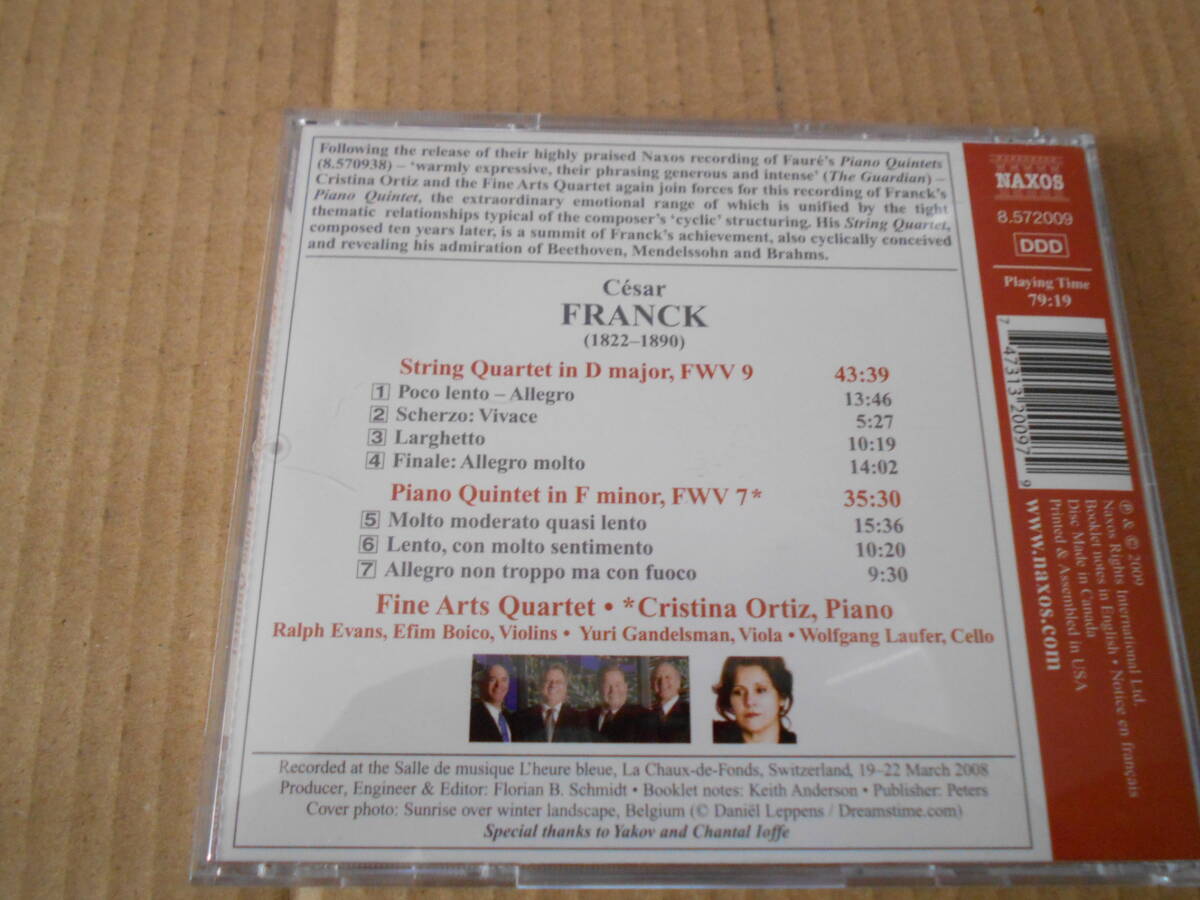 Following the release of their highly praised Naxos recording of Fauré's Piano Quintets
(8.570938) – 'warmly expressive, their phrasing generous and intense' (The Guardian) –
Cristina Ortiz and the Fine Arts Quartet again join forces for this recording of Franck's
Piano Quintet, the extraordinary emotional range of which is unified by the tight
thematic relationships typical of the composer's 'cyclic' structuring. His String Quartet,
composed ten years later, is a summit of Franck's achievement, also cyclically conceived
and revealing his admiration of Beethoven, Mendelssohn and Brahms.
César
FRANCK
(1822–1890)
String Quartet in D major, FWV 9 43:39
1 Poco lento – Allegro 13:46
2 Scherzo: Vivace 5:27
3 Larghetto 10:19
4 Finale: Allegro molto 14:02
Piano Quintet in F minor, FWV 7* 35:30
5 Molto moderato quasi lento 15:36
6 Lento, con molto sentimento 10:20
7 Allegro non troppo ma con fuoco 9:30
Fine Arts Quartet • *Cristina Ortiz, Piano
Ralph Evans, Efim Boico, Violins • Yuri Gandelsman, Viola • Wolfgang Laufer, Cello
Recorded at the Salle de musique L'heure bleue, La Chaux-de-Fonds, Switzerland, 19–22 March 2008
Producer, Engineer & Editor: Florian B. Schmidt • Booklet notes: Keith Anderson • Publisher: Peters
Cover photo: Sunrise over winter landscape, Belgium (© Daniël Leppens / Dreamstime.com)
Special thanks to Yakov and Chantal Ioffe
NAXOS
8.572009
DDD
Playing Time
79:19
7 47313 20097 9
℗ & © 2009 Naxos Rights International Ltd.
Booklet notes in English • Notice en français
Disc Made in Canada
Printed & Assembled in USA
www.naxos.com